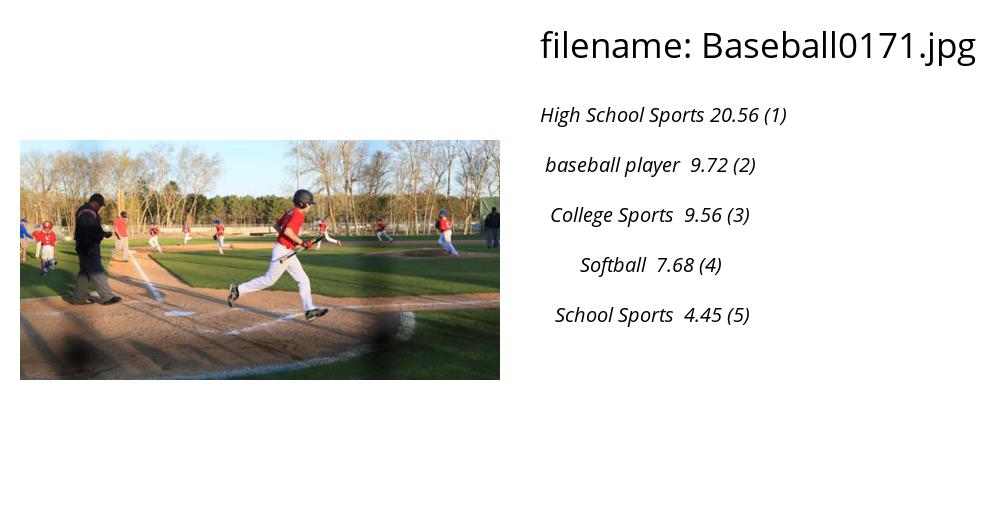 filename: Baseball0171.jpg
High School Sports 20.56 (1)
baseball player 9.72 (2)
College Sports 9.56 (3)
Softball 7.68 (4)
School Sports 4.45 (5)